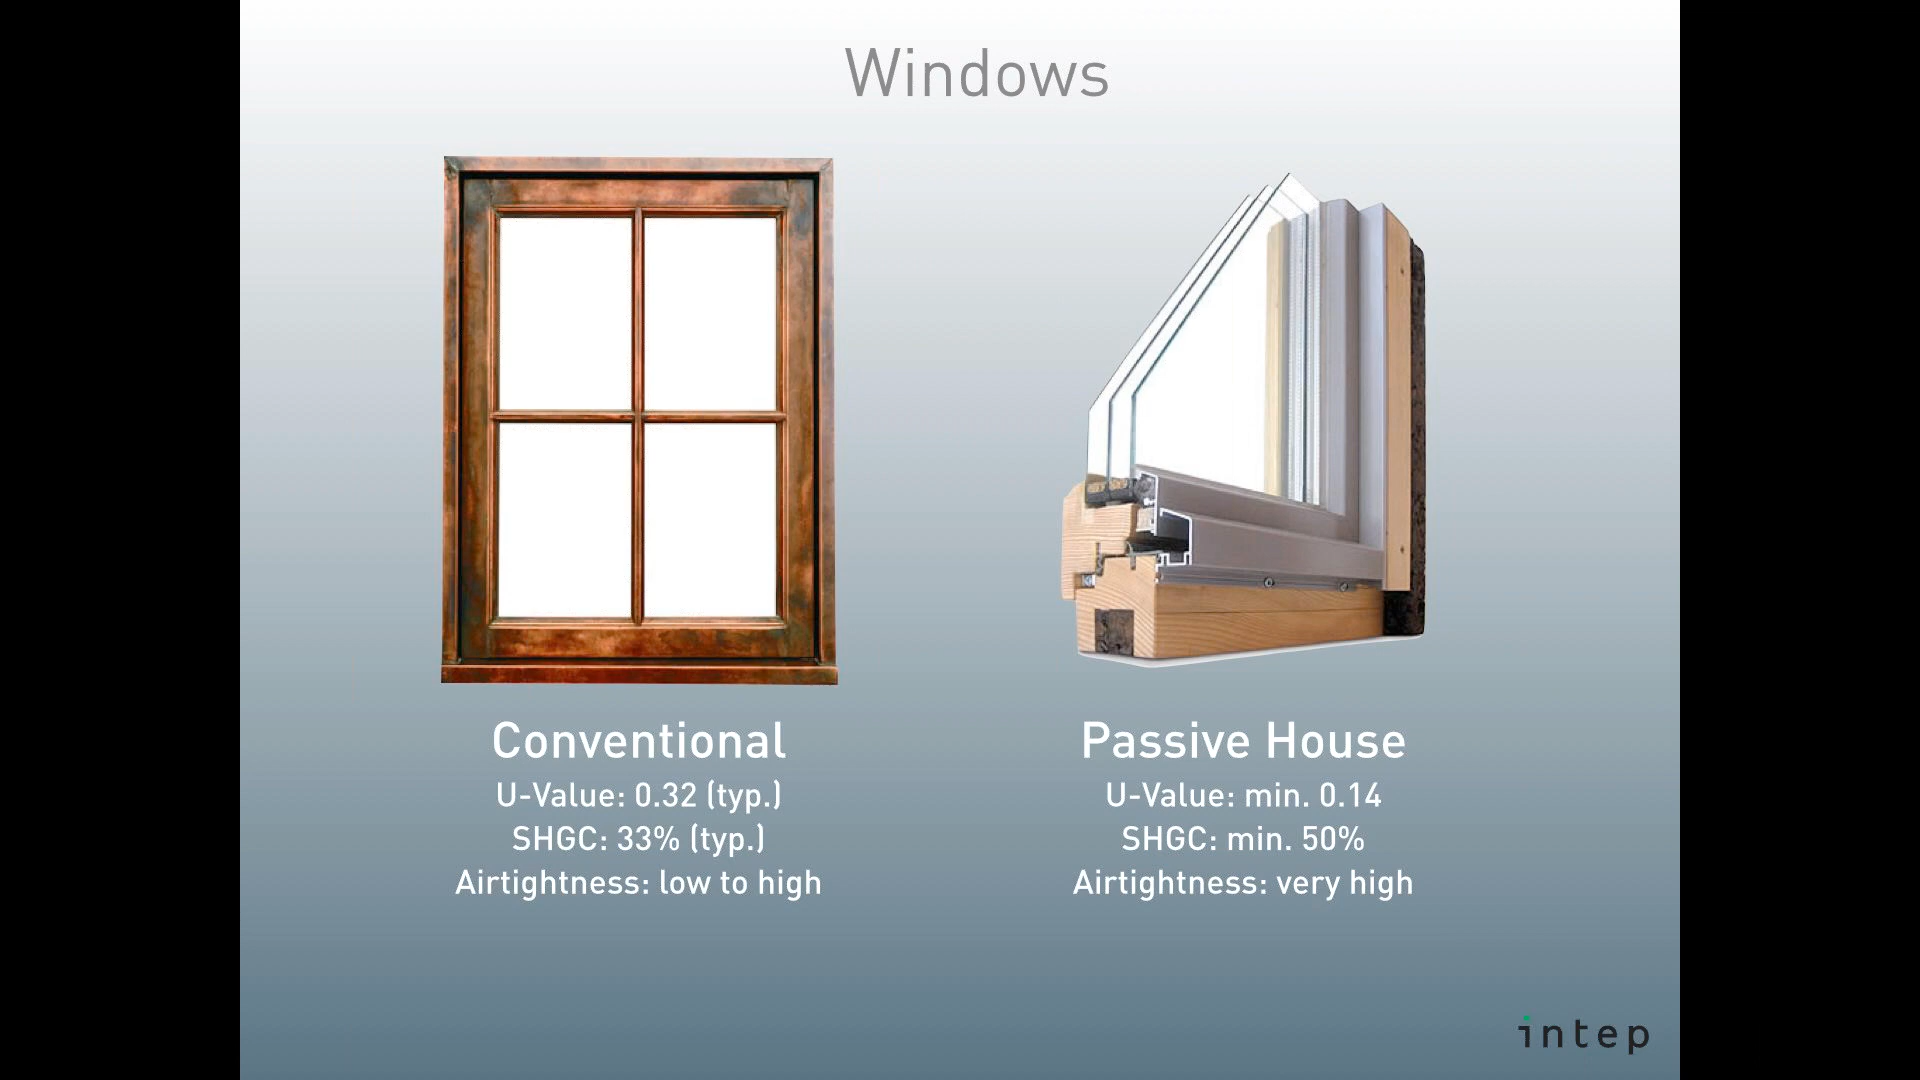 Windows
Conventional
U-Value: 0.32 (typ.)
SHGC: 33% (typ.)
Airtightness: low to high
Passive House
U-Value: min. 0.14
SHGC: min. 50%
Airtightness: very high
intep